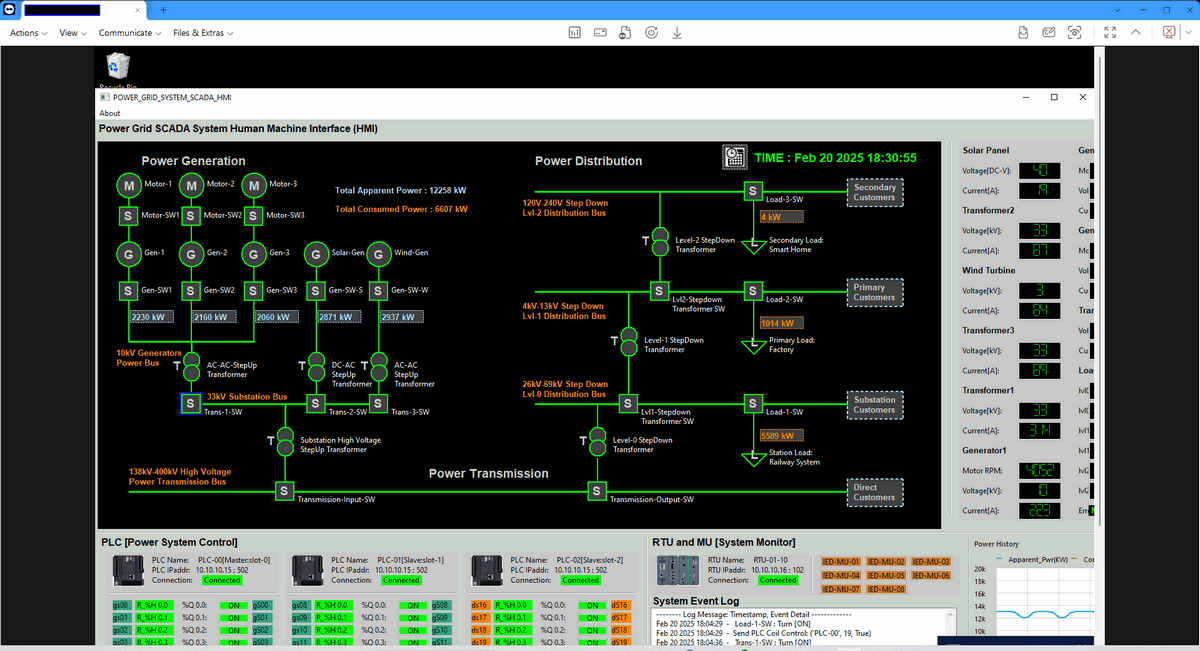 Actions View Communicate Files & Extras
POWER_GRID_SYSTEM_SCADA_HMI
About
Power Grid SCADA System Human Machine Interface (HMI)
Power Generation
Power Distribution
TIME : Feb 20 2025 18:30:55
M Motor-1 M Motor-2 M Motor-3
Total Apparent Power : 12258 kW
Total Consumed Power : 6607 kW
S Motor-SW1 S Motor-SW2 S Motor-SW3
G Gen-1 G Gen-2 G Gen-3 G Solar-Gen G Wind-Gen
S Gen-SW1 S Gen-SW2 S Gen-SW3 S Gen-SW-S S Gen-SW-W
2230 kW 2160 kW 2060 kW 2871 kW 2937 kW
10kV Generators
Power Bus
T AC-AC-StepUp
Transformer
T DC-AC
StepUp
Transformer
T AC-AC
StepUp
Transformer
33kV Substation Bus
S Trans-1-SW S Trans-2-SW S Trans-3-SW
T Substation High Voltage
StepUp Transformer
138kV-400kV High Voltage
Power Transmission Bus
Power Transmission
S Transmission-Input-SW S Transmission-Output-SW
120V-240V Step Down
Lvl-2 Distribution Bus
S Load-3-SW
4 kW
L Secondary Load:
Smart Home
Secondary
Customers
T Level-2 StepDown
Transformer
S Lvl2-Stepdown
Transformer SW
S Load-2-SW
1014 kW
L Primary Load:
Factory
Primary
Customers
4kV-13kV Step Down
Lvl-1 Distribution Bus
T Level-1 StepDown
Transformer
26kV-69kV Step Down
Lvl-0 Distribution Bus
S Lvl1-Stepdown
Transformer SW
S Load-1-SW
5589 kW
L Station Load:
Railway System
Substation
Customers
T Level-0 StepDown
Transformer
Direct
Customers
Solar Panel
Voltage[DC-V]: 40
Current[A]:
Transformer2
Voltage[kV]: 33
Current[A]: 87
Wind Turbine
Voltage[kV]: 3
Current[A]: 84
Transformer3
Voltage[kV]: 33
Current[A]: 89
Transformer1
Voltage[kV]: 33
Current[A]: 314
Generator1
Motor RPM: 4052
Voltage[kV]:
Current[A]: 223
PLC [Power System Control]
PLC Name: PLC-00[Master:slot-0]
PLC IPaddr: 10.10.10.15 : 502
Connection: Connected
PLC Name: PLC-01[Slave:slot-1]
PLC IPaddr: 10.10.10.15 : 502
Connection: Connected
PLC Name: PLC-02[Slave:slot-2]
PLC IPaddr: 10.10.10.15 : 502
Connection: Connected
gs00 R_%H 0.0 %Q 0.0: ON gS00
gs01 R_%H 0.1 %Q 0.1: ON gS01
gs02 R_%H 0.2 %Q 0.2: ON gS02
gs03 R_%H 0.3 %Q 0.3: ON gS03
gs08 R_%H 0.0 %Q 0.0: ON gS08
gs09 R_%H 0.1 %Q 0.1: ON gS09
gs10 R_%H 0.2 %Q 0.2: ON gS10
gs11 R_%H 0.3 %Q 0.3: ON gS11
ds16 R_%H 0.0 %Q 0.0: ON dS16
ds17 R_%H 0.1 %Q 0.1: ON dS17
ds18 R_%H 0.2 %Q 0.2: ON dS18
ds19 R_%H 0.3 %Q 0.3: ON dS19
RTU and MU [System Monitor]
RTU Name: RTU-01-10
RTU IPaddr: 10.10.10.16 : 102
Connection: Connected
IED-MU-01 IED-MU-02 IED-MU-03
IED-MU-04 IED-MU-05 IED-MU-06
IED-MU-07 IED-MU-08
System Event Log
-------- Log Message: Timestamp, Event Detail -------------
Feb 20 2025 18:04:29 - Load-1-SW : Turn [ON]
Feb 20 2025 18:04:29 - Send PLC Coil Control: ('PLC-00', 19, True)
Feb 20 2025 18:04:36 - Trans-1-SW : Turn [ON]
Power History
Apparent_Pwr(KW)
20k
18k
16k
14k
12k
10k